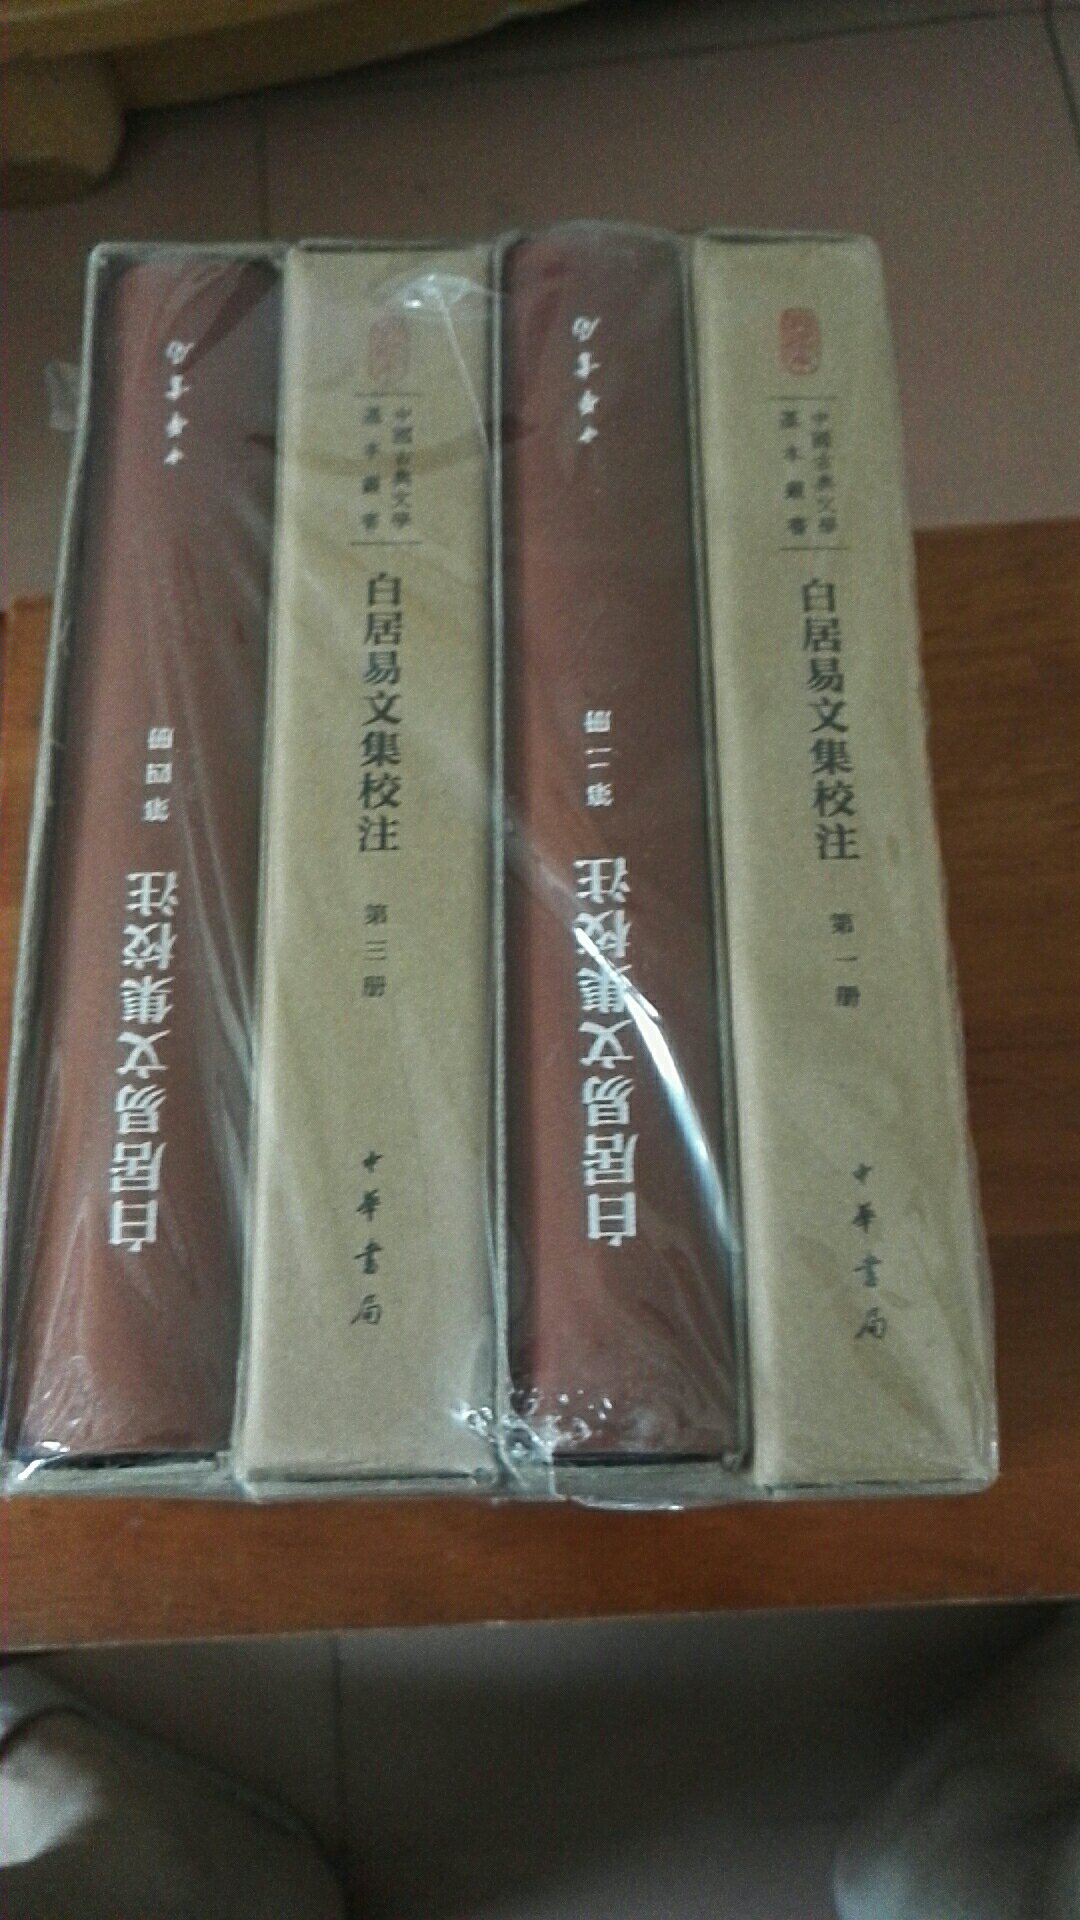 中國古典文學
基本叢書
白居易文集校注
第一册
中華書局
白居易文集校注
第二册
中華書局
中國古典文學
基本叢書
白居易文集校注
第三册
中華書局
白居易文集校注
第四册
中華書局